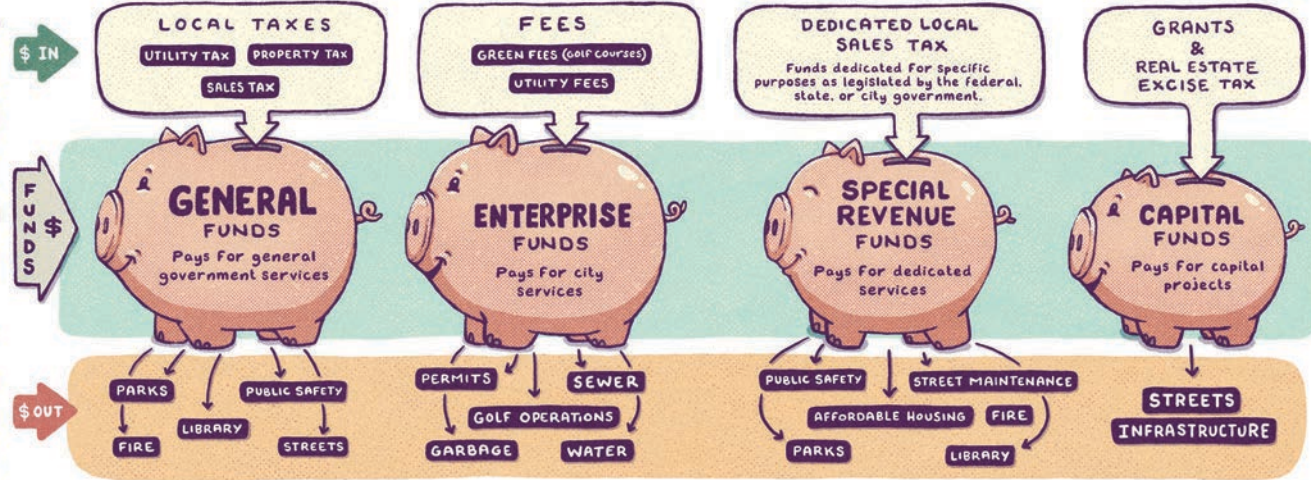 $ IN
LOCAL TAXES
UTILITY TAX
PROPERTY TAX
SALES TAX
FEES
GREEN FEES (GOLF COURSES)
UTILITY FEES
DEDICATED LOCAL
SALES TAX
Funds dedicated for specific
purposes as legislated by the federal,
state, or city government.
GRANTS
&
REAL ESTATE
EXCISE TAX
FUNDS
$
GENERAL
FUNDS
Pays for general
government services
ENTERPRISE
FUNDS
Pays for city
services
SPECIAL
REVENUE
FUNDS
Pays for dedicated
services
CAPITAL
FUNDS
Pays for capital
projects
$ OUT
PARKS
PUBLIC SAFETY
LIBRARY
FIRE
STREETS
PERMITS
SEWER
GOLF OPERATIONS
GARBAGE
WATER
PUBLIC SAFETY
STREET MAINTENANCE
AFFORDABLE HOUSING
FIRE
PARKS
LIBRARY
STREETS
INFRASTRUCTURE